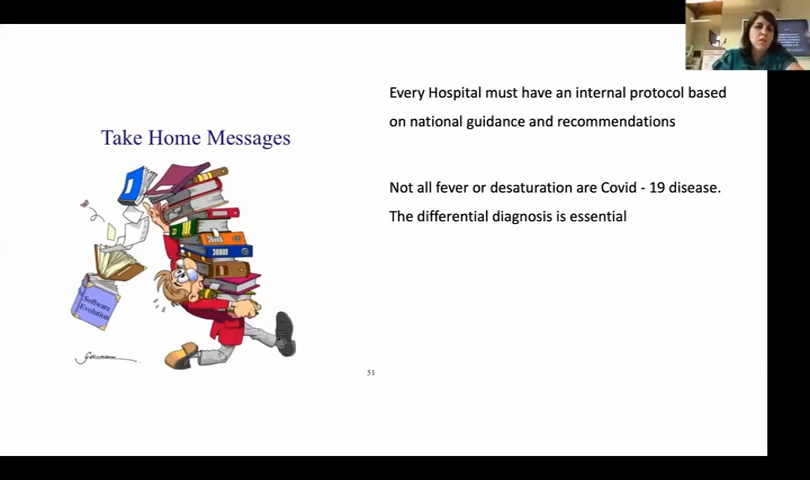 Every Hospital must have an internal protocol based
on national guidance and recommendations
Take Home Messages
Not all fever or desaturation are Covid - 19 disease.
The differential diagnosis is essential
Software
Evolution
51